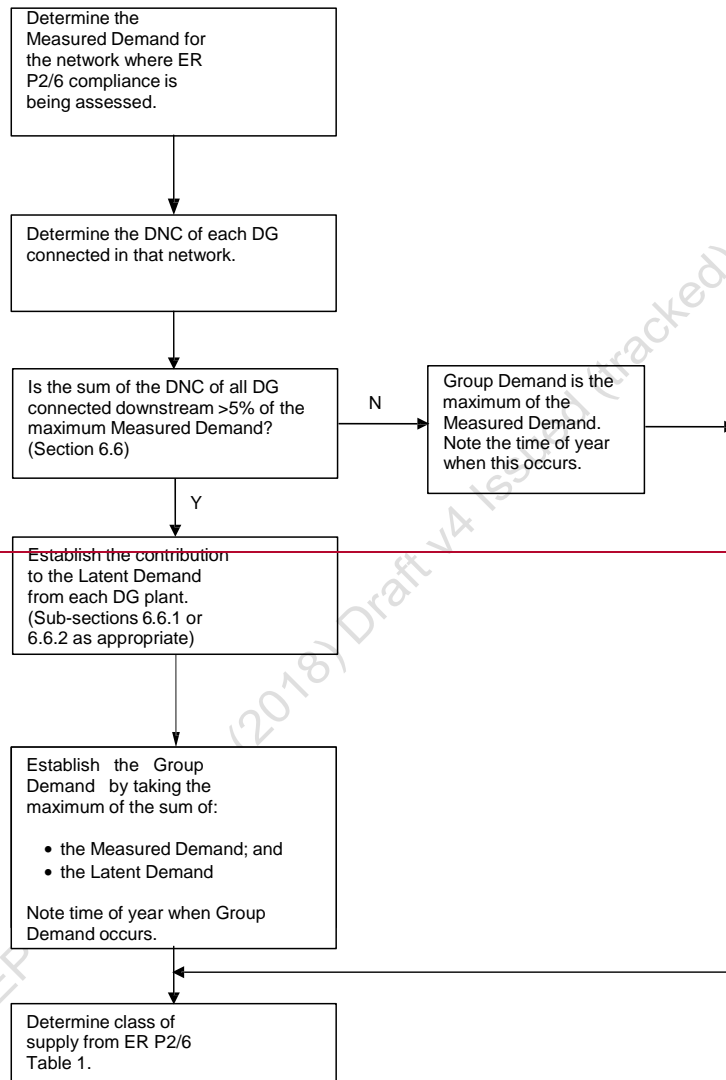 Determine the
Measured Demand for
the network where ER
P2/6 compliance is
being assessed.
Determine the DNC of each DG
connected in that network.
Is the sum of the DNC of all DG
connected downstream >5% of the
maximum Measured Demand?
(Section 6.6)
N
Group Demand is the
maximum of the
Measured Demand.
Note the time of year
when this occurs.
Y
Establish the contribution
to the Latent Demand
from each DG plant.
(Sub-sections 6.6.1 or
6.6.2 as appropriate)
Establish the Group
Demand by taking the
maximum of the sum of:
• the Measured Demand; and
• the Latent Demand
Note time of year when Group
Demand occurs.
Determine class of
supply from ER P2/6
Table 1.
EP
(2018) Draft v4 Issued (tracked)